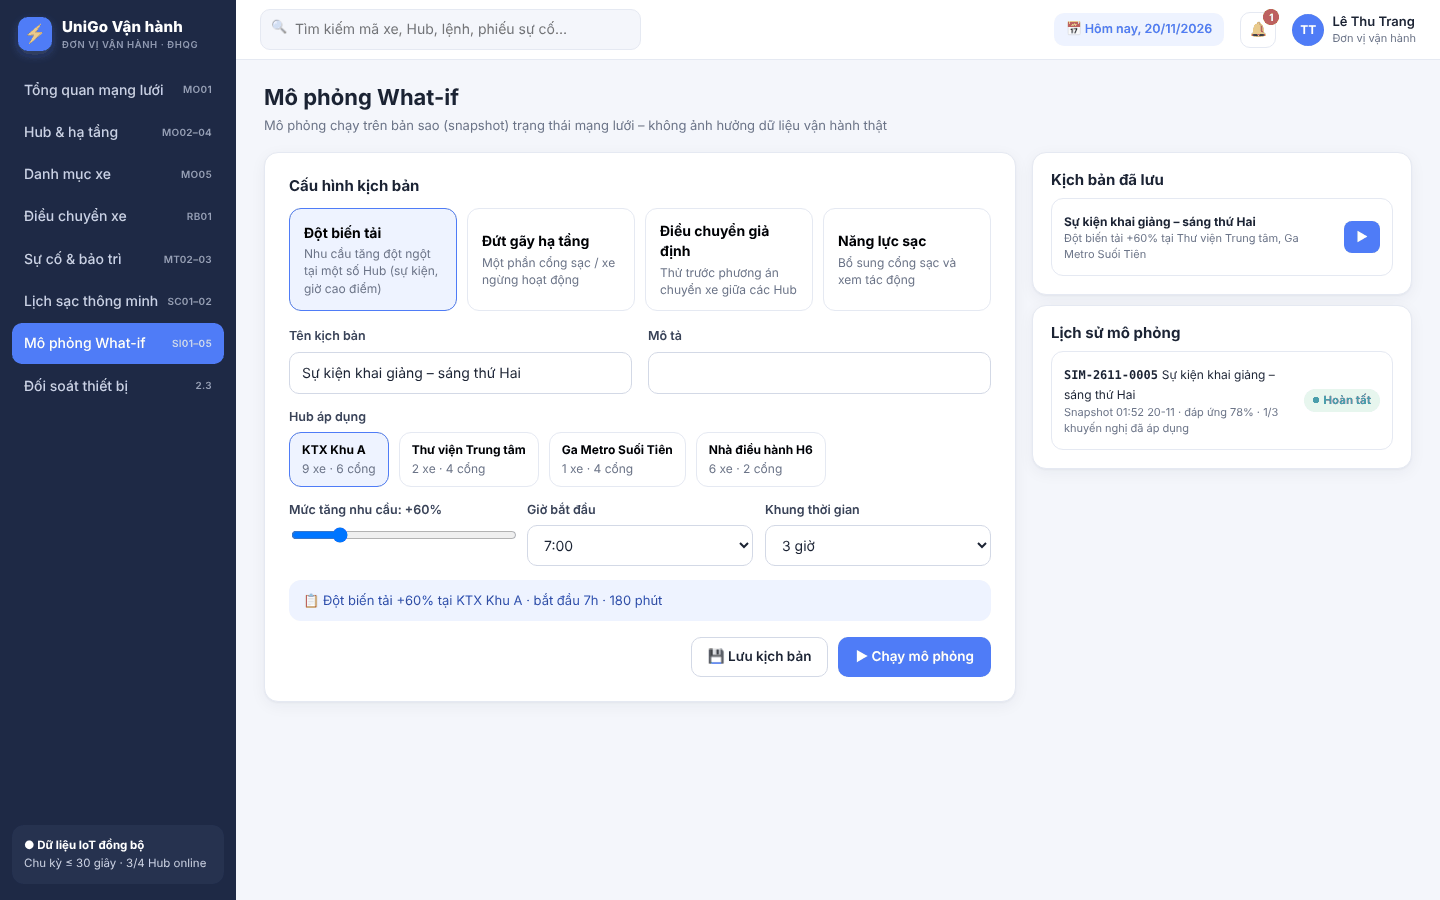 UniGo Vận hành
ĐƠN VỊ VẬN HÀNH · ĐHQG
Tổng quan mạng lưới MO01
Hub & hạ tầng MO02–04
Danh mục xe MO05
Điều chuyển xe RB01
Sự cố & bảo trì MT02–03
Lịch sạc thông minh SC01–02
Mô phỏng What-if SI01–05
Đối soát thiết bị 2.3
Dữ liệu IoT đồng bộ
Chu kỳ ≤ 30 giây · 3/4 Hub online
Tìm kiếm mã xe, Hub, lệnh, phiếu sự cố...
Hôm nay, 20/11/2026
1
TT
Lê Thu Trang
Đơn vị vận hành
Mô phỏng What-if
Mô phỏng chạy trên bản sao (snapshot) trạng thái mạng lưới – không ảnh hưởng dữ liệu vận hành thật
Cấu hình kịch bản
Đột biến tải
Nhu cầu tăng đột ngột
tại một số Hub (sự kiện,
giờ cao điểm)
Đứt gãy hạ tầng
Một phần cổng sạc / xe
ngừng hoạt động
Điều chuyển giả
định
Thử trước phương án
chuyển xe giữa các Hub
Năng lực sạc
Bổ sung cổng sạc và
xem tác động
Tên kịch bản
Sự kiện khai giảng – sáng thứ Hai
Mô tả
Hub áp dụng
KTX Khu A
9 xe · 6 cổng
Thư viện Trung tâm
2 xe · 4 cổng
Ga Metro Suối Tiên
1 xe · 4 cổng
Nhà điều hành H6
6 xe · 2 cổng
Mức tăng nhu cầu: +60%
Giờ bắt đầu
7:00
Khung thời gian
3 giờ
Đột biến tải +60% tại KTX Khu A · bắt đầu 7h · 180 phút
Lưu kịch bản
Chạy mô phỏng
Kịch bản đã lưu
Sự kiện khai giảng – sáng thứ Hai
Đột biến tải +60% tại Thư viện Trung tâm, Ga
Metro Suối Tiên
Lịch sử mô phỏng
SIM-2611-0005 Sự kiện khai giảng –
sáng thứ Hai
Snapshot 01:52 20-11 · đáp ứng 78% · 1/3
khuyến nghị đã áp dụng
Hoàn tất